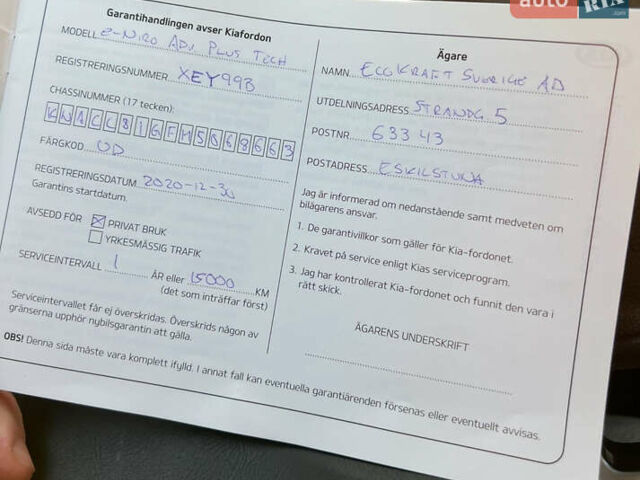 auto RIA
Garantihandlingen avser Kiafordon
MODELL e-NIRO ADV PLUS TECH
REGISTRERINGSNUMMER XEY99B
CHASSINUMMER (17 tecken):
KNACC81GFM5068663
FÄRGKOD UD
REGISTRERINGSDATUM 2020-12-30
Garantins startdatum.
AVSEDD FÖR ☒ PRIVAT BRUK
☐ YRKESMÄSSIG TRAFIK
SERVICEINTERVALL 1 ÅR eller 15000 KM
(det som inträffar först)
Serviceintervallet får ej överskridas. Överskrids någon av
gränserna upphör nybilsgarantin att gälla.
Ägare
NAMN ECCKRAFT SVERIGE AB
UTDELNINGSADRESS STRANDG 5
POSTNR 633 43
POSTADRESS ESKILSTUNA
Jag är informerad om nedanstående samt medveten om
bilägarens ansvar.
1. De garantivillkor som gäller för Kia-fordonet.
2. Kravet på service enligt Kias serviceprogram.
3. Jag har kontrollerat Kia-fordonet och funnit den vara i
rätt skick.
ÄGARENS UNDERSKRIFT
OBS! Denna sida måste vara komplett ifylld. I annat fall kan eventuella garantiärenden försenas eller eventuellt avvisas.